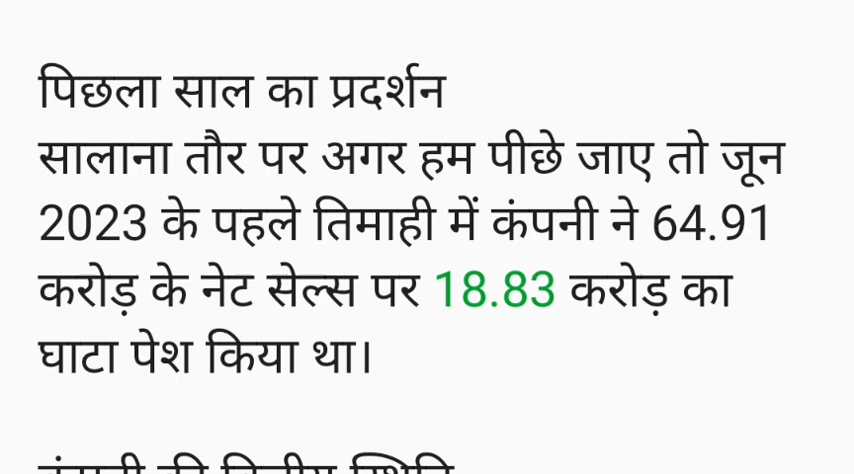 पिछला साल का प्रदर्शन
सालाना तौर पर अगर हम पीछे जाए तो जून
2023 के पहले तिमाही में कंपनी ने 64.91
करोड़ के नेट सेल्स पर 18.83 करोड़ का
घाटा पेश किया था।